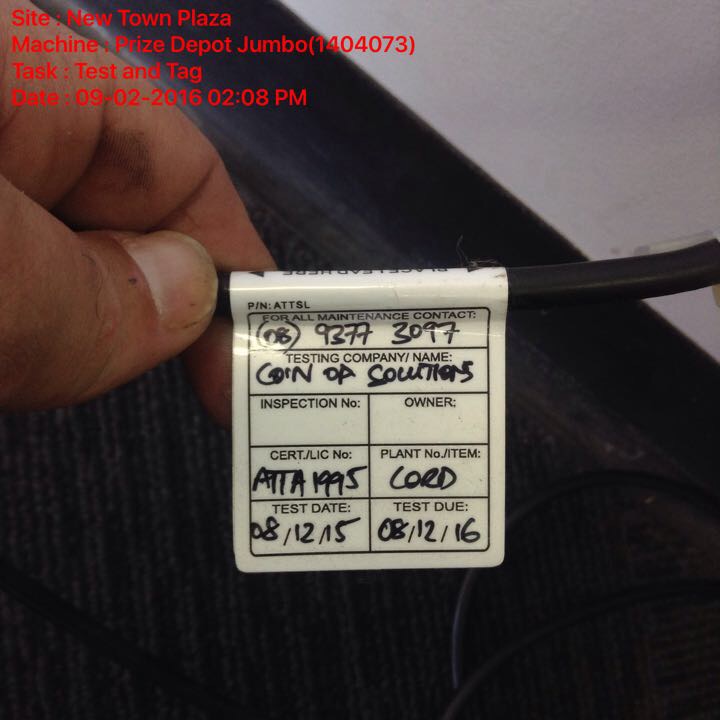 Site : New Town Plaza
Machine : Prize Depot Jumbo(1404073)
Task : Test and Tag
Date : 09-02-2016 02:08 PM
PLACE LEAD HERE
P/N: ATTSL
FOR ALL MAINTENANCE CONTACT:
(08) 9377 3097
TESTING COMPANY/ NAME:
COIN OP SOLUTIONS
INSPECTION No: OWNER:
CERT./LIC No: PLANT No./ITEM:
ATTA 1995 CORD
TEST DATE: TEST DUE:
08/12/15 08/12/16